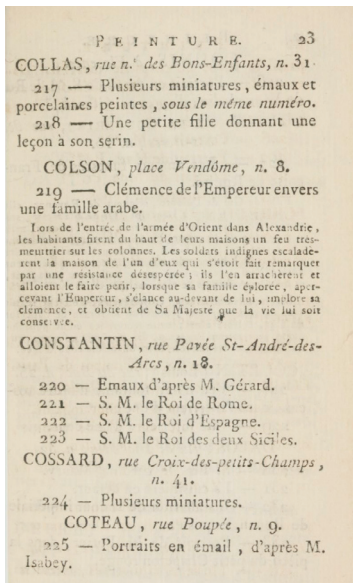 PEINTURE. 23
COLLAS, rue n.e des Bons-Enfants, n. 31.
217 — Plusieurs miniatures, émaux et
porcelaines peintes, sous le même numéro.
218 — Une petite fille donnant une
leçon à son serin.
COLSON, place Vendôme, n. 8.
219 — Clémence de l'Empereur envers
une famille arabe.
Lors de l'entrée de l'armée d'Orient dans Alexandrie,
les habitants firent du haut de leurs maisons un feu tres-
meurtrier sur les colonnes. Les soldats indignes escalade-
rent la maison de l'un d'eux qui s'étoit fait remarquer
par une résistance désespérée; ils l'en arrachèrent et
alloient le faire périr, lorsque sa famille éplorée, aper-
cevant l'Empereur, s'élance au-devant de lui, implore sa
clémence, et obtient de Sa Majesté que la vie lui soit
conservée.
CONSTANTIN, rue Pavée St-André-des-
Arcs, n. 18.
220 — Emaux d'après M. Gérard.
221 — S. M. le Roi de Rome.
222 — S. M. le Roi d'Espagne.
223 — S. M. le Roi des deux Siciles.
COSSARD, rue Croix-des-petits-Champs,
n. 41.
224 — Plusieurs miniatures.
COTEAU, rue Poupée, n. 9.
225 — Portraits en émail, d'après M.
Isabey.